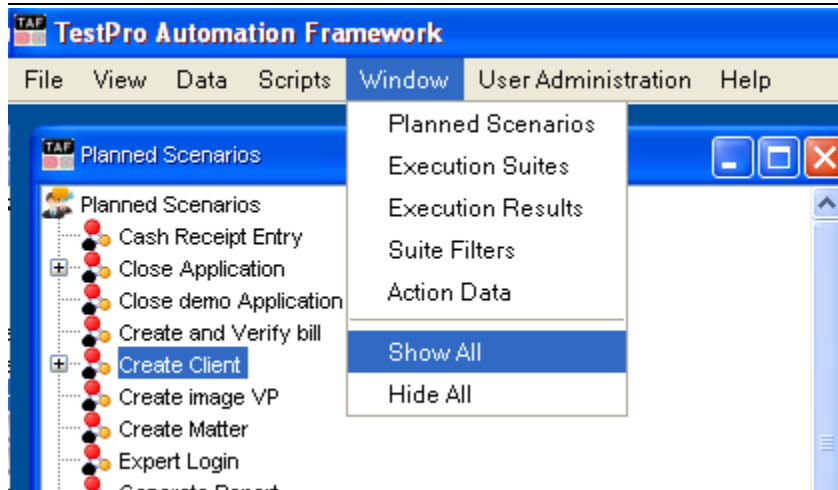 TAF TestPro Automation Framework
File View Data Scripts Window User Administration Help
Planned Scenarios
Execution Suites
Execution Results
Suite Filters
Action Data
Show All
Hide All
TAF Planned Scenarios
Planned Scenarios
Cash Receipt Entry
Close Application
Close demo Application
Create and Verify bill
Create Client
Create image VP
Create Matter
Expert Login